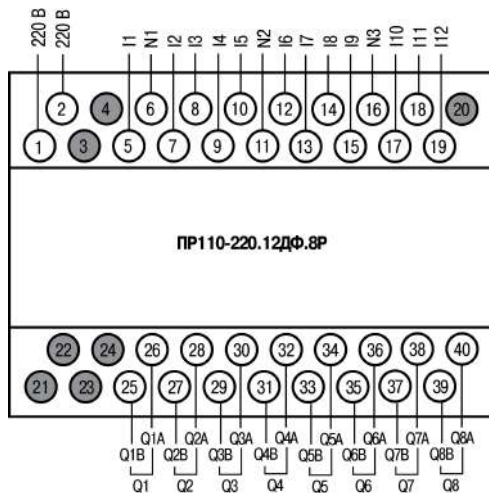 220 В 220 В I1 N1 I2 I3 I4 I5 N2 I6 I7 I8 I9 N3 I10 I11 I12
2 4 6 8 10 12 14 16 18 20
1 3 5 7 9 11 13 15 17 19
ПР110-220.12ДФ.8Р
22 24 26 28 30 32 34 36 38 40
21 23 25 27 29 31 33 35 37 39
Q1A Q2A Q3A Q4A Q5A Q6A Q7A Q8A
Q1B Q2B Q3B Q4B Q5B Q6B Q7B Q8B
Q1 Q2 Q3 Q4 Q5 Q6 Q7 Q8